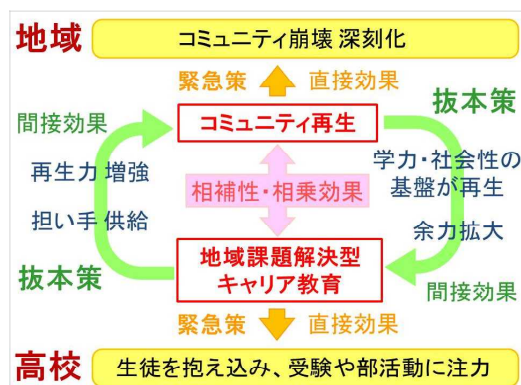 地域
コミュニティ崩壊 深刻化
緊急策 直接効果
抜本策
間接効果
コミュニティ再生
再生力 増強
担い手 供給
相補性・相乗効果
学力・社会性の
基盤が再生
余力拡大
抜本策
地域課題解決型
キャリア教育
間接効果
緊急策 直接効果
高校
生徒を抱え込み、受験や部活動に注力